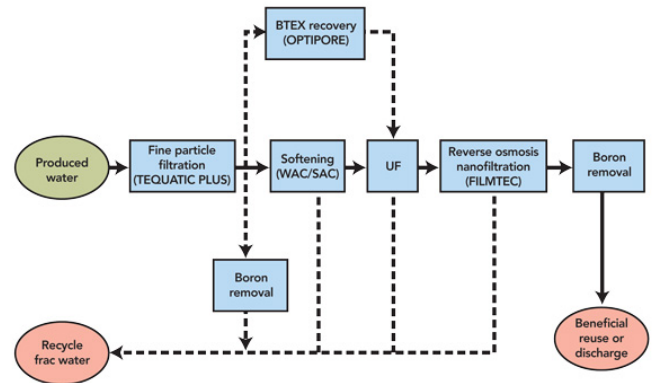 BTEX recovery
(OPTIPORE)
Produced
water
Fine particle
filtration
(TEQUATIC PLUS)
Softening
(WAC/SAC)
UF
Reverse osmosis
nanofiltration
(FILMTEC)
Boron
removal
Boron
removal
Recycle
frac water
Beneficial
reuse or
discharge